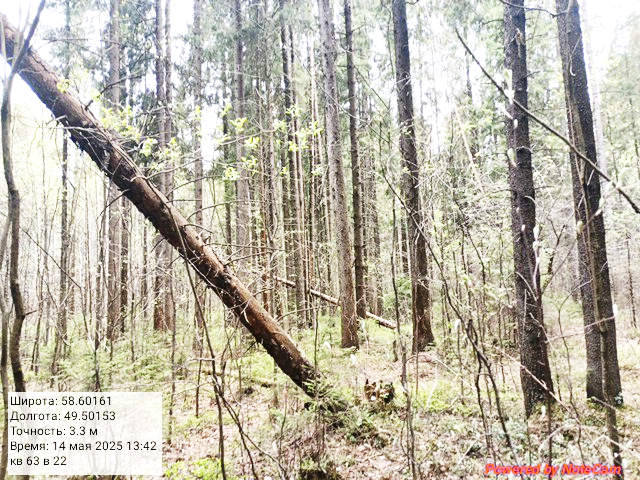 Широта: 58.60161
Долгота: 49.50153
Точность: 3.3 м
Время: 14 мая 2025 13:42
кв 63 в 22
Powered by NoteCam